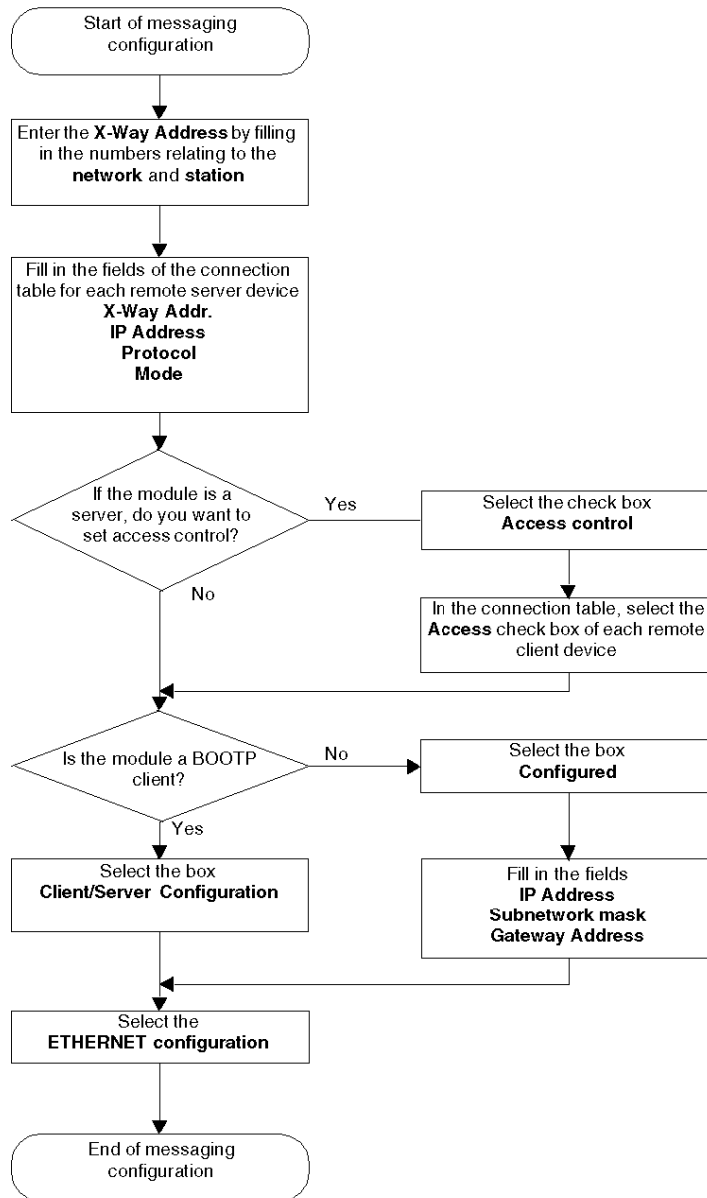 Start of messaging
configuration
Enter the X-Way Address by filling
in the numbers relating to the
network and station
Fill in the fields of the connection
table for each remote server device
X-Way Addr.
IP Address
Protocol
Mode
If the module is a
server, do you want to
set access control?
Yes
Select the check box
Access control
No
In the connection table, select the
Access check box of each remote
client device
Is the module a BOOTP
client?
No
Select the box
Configured
Yes
Select the box
Client/Server Configuration
Fill in the fields
IP Address
Subnetwork mask
Gateway Address
Select the
ETHERNET configuration
End of messaging
configuration